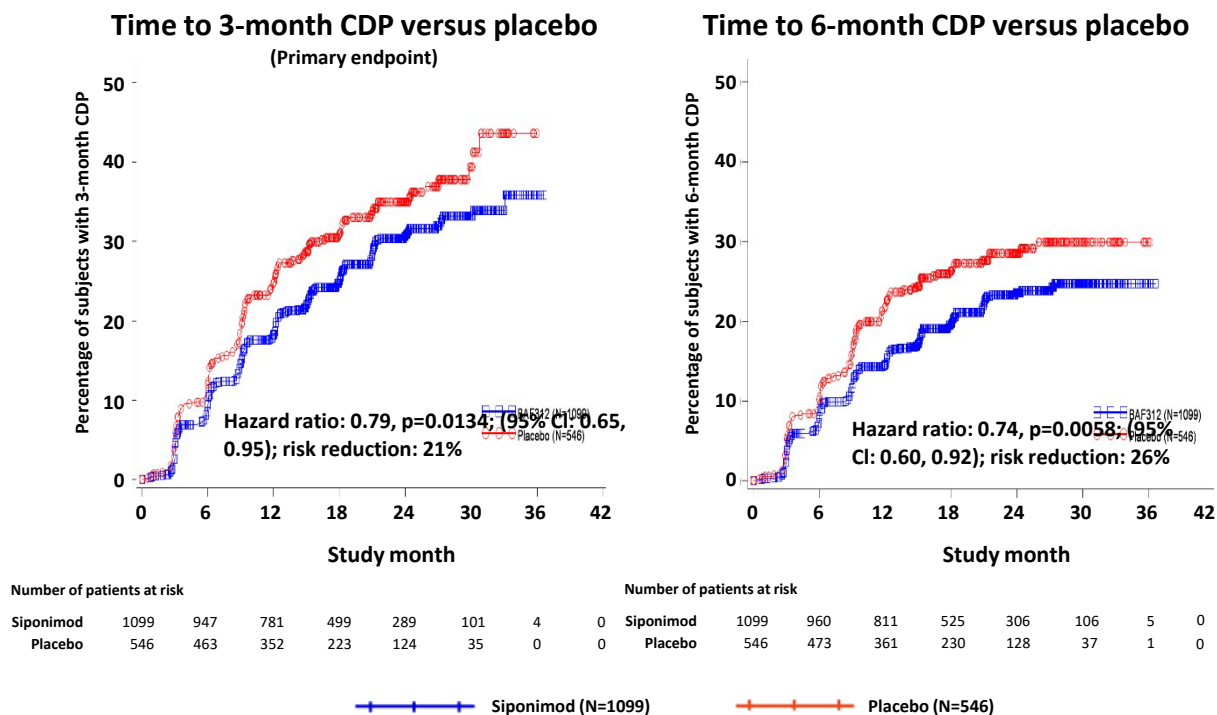 Time to 3-month CDP versus placebo
(Primary endpoint)
Percentage of subjects with 3-month CDP
50
40
30
20
10
0
Hazard ratio: 0.79, p=0.0134; (95% CI: 0.65,
0.95); risk reduction: 21%
BAF312 (N=1099)
Placebo (N=546)
0 6 12 18 24 30 36 42
Study month
Number of patients at risk
Siponimod 1099 947 781 499 289 101 4 0
Placebo 546 463 352 223 124 35 0 0
Time to 6-month CDP versus placebo
Percentage of subjects with 6-month CDP
50
40
30
20
10
0
Hazard ratio: 0.74, p=0.0058; (95%
CI: 0.60, 0.92); risk reduction: 26%
BAF312 (N=1099)
Placebo (N=546)
0 6 12 18 24 30 36 42
Study month
Number of patients at risk
Siponimod 1099 960 811 525 306 106 5 0
Placebo 546 473 361 230 128 37 1 0
Siponimod (N=1099) Placebo (N=546)